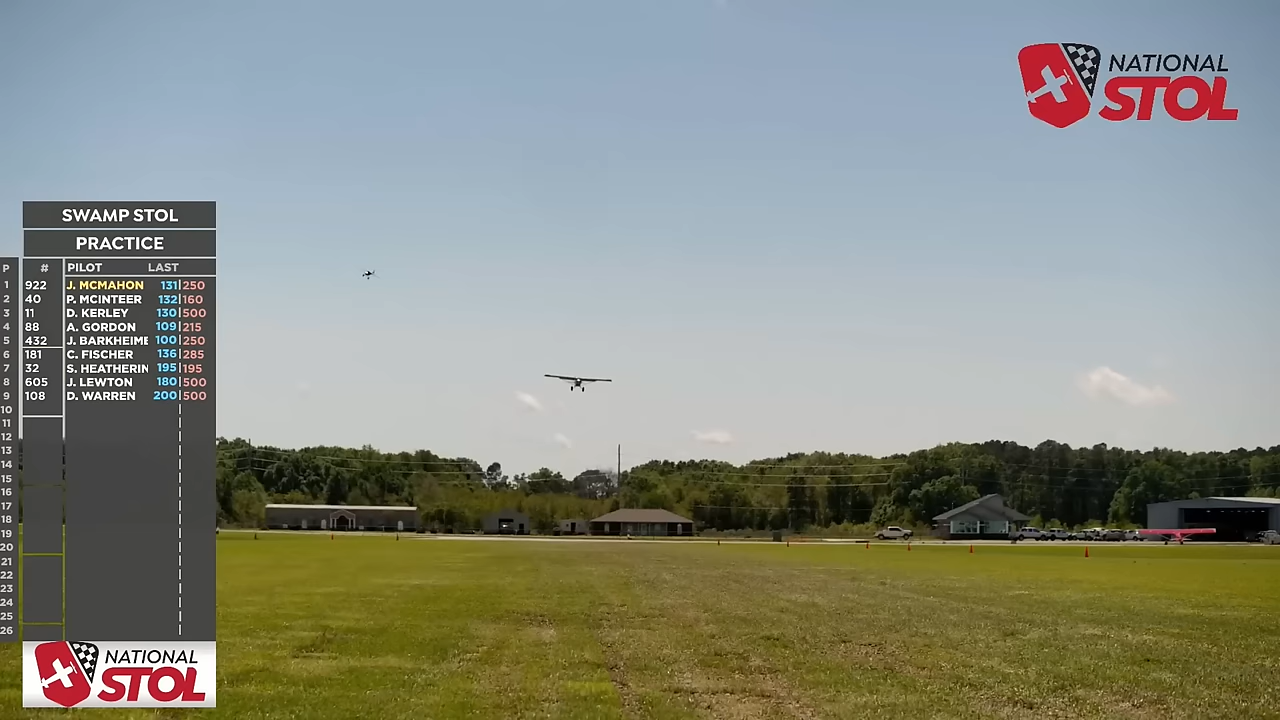 NATIONAL
STOL
SWAMP STOL
PRACTICE
P # PILOT LAST
1 922 J. MCMAHON 131 250
2 40 P. MCINTEER 132 160
3 11 D. KERLEY 130 500
4 88 A. GORDON 109 215
5 432 J. BARKHEIME 100 250
6 181 C. FISCHER 136 285
7 32 S. HEATHERIN 195 195
8 605 J. LEWTON 180 500
9 108 D. WARREN 200 500
10
11
12
13
14
15
16
17
18
19
20
21
22
23
24
25
26
NATIONAL
STOL